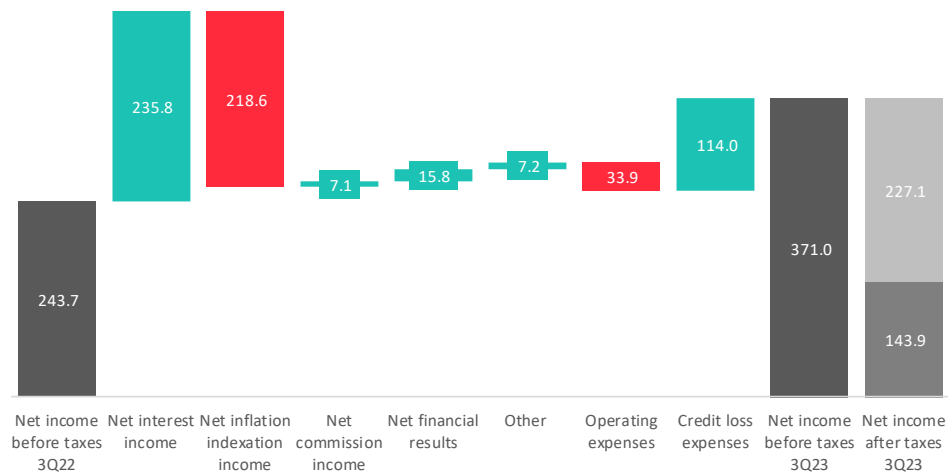 235.8
218.6
114.0
7.2
15.8
33.9
7.1
227.1
371.0
243.7
143.9
Net income
before taxes
3Q22
Net interest
income
Net inflation
indexation
income
Net
commission
income
Net financial
results
Other
Operating
expenses
Credit loss
expenses
Net income
before taxes
3Q23
Net income
after taxes
3Q23